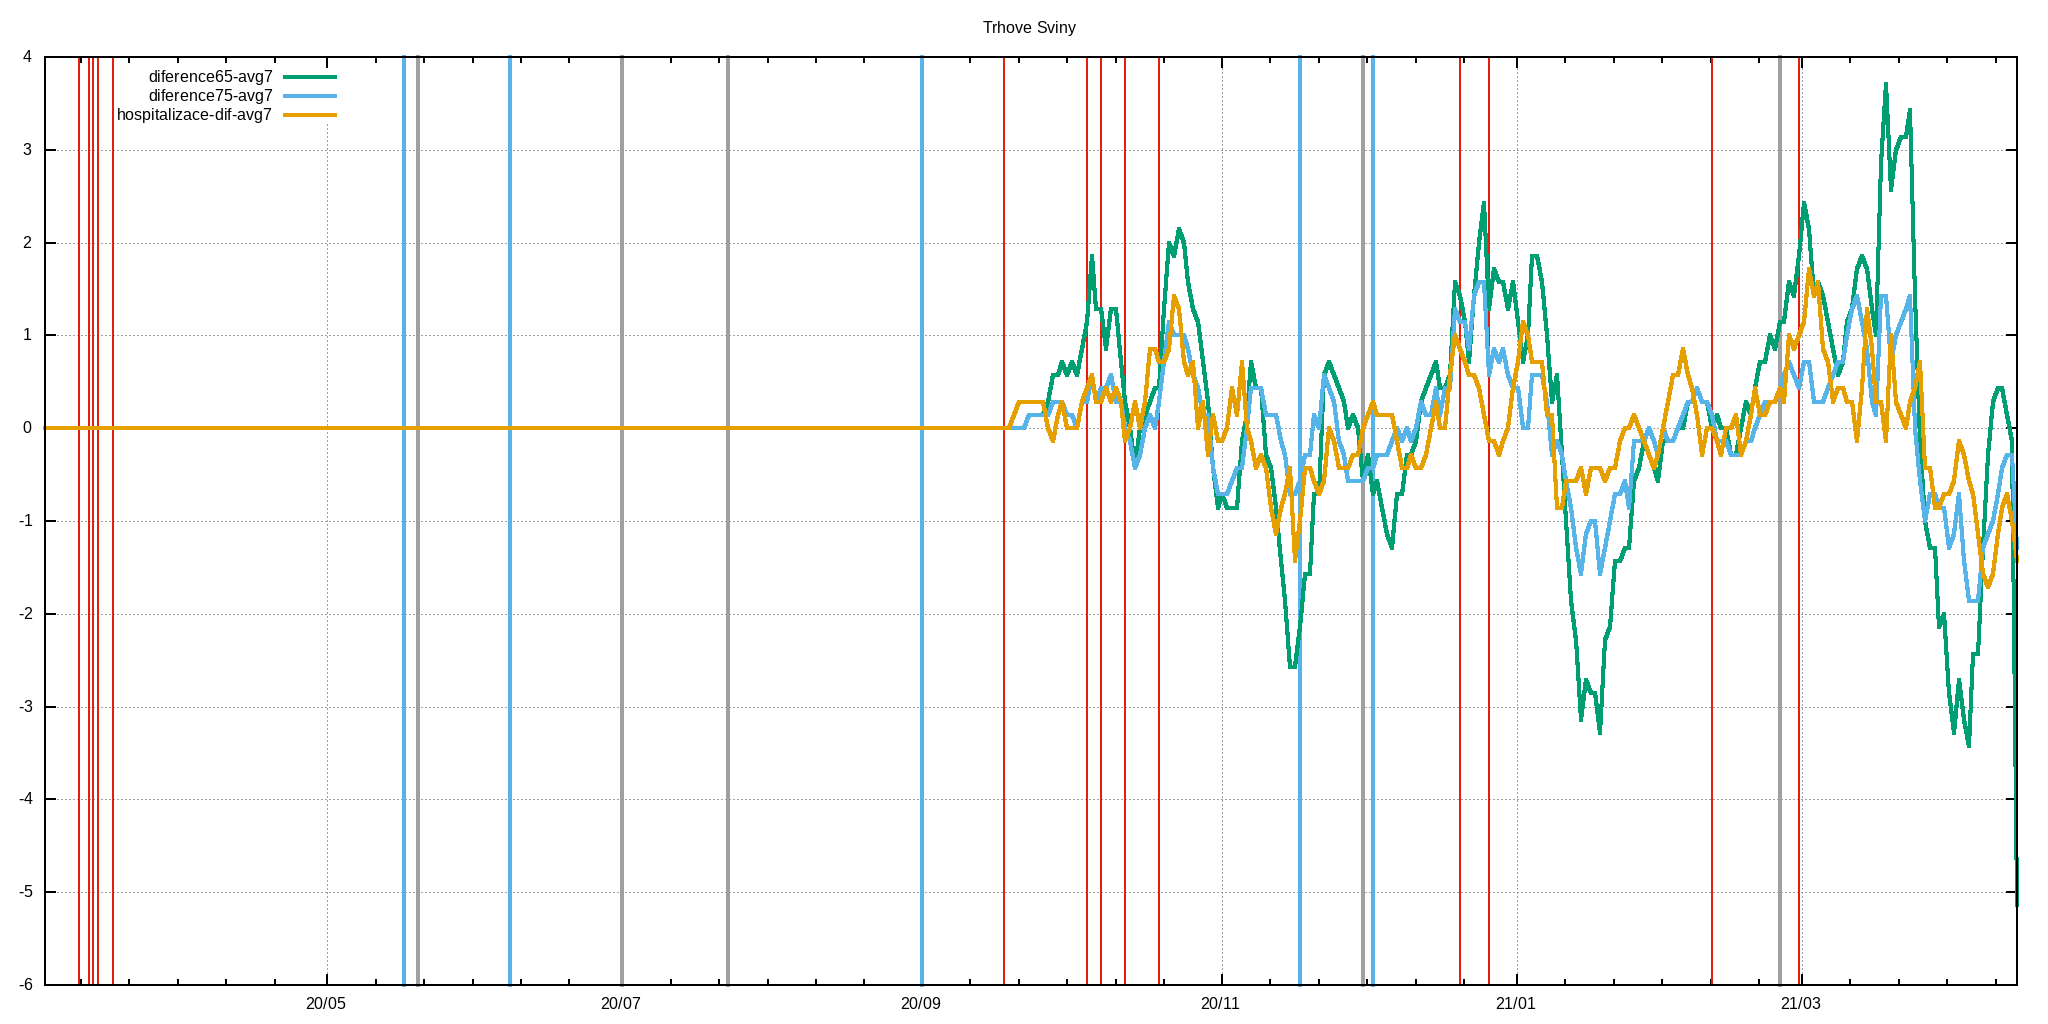 Trhove Sviny
diference65-avg7
diference75-avg7
hospitalizace-dif-avg7
4
3
2
1
0
-1
-2
-3
-4
-5
-6
20/05 20/07 20/09 20/11 21/01 21/03